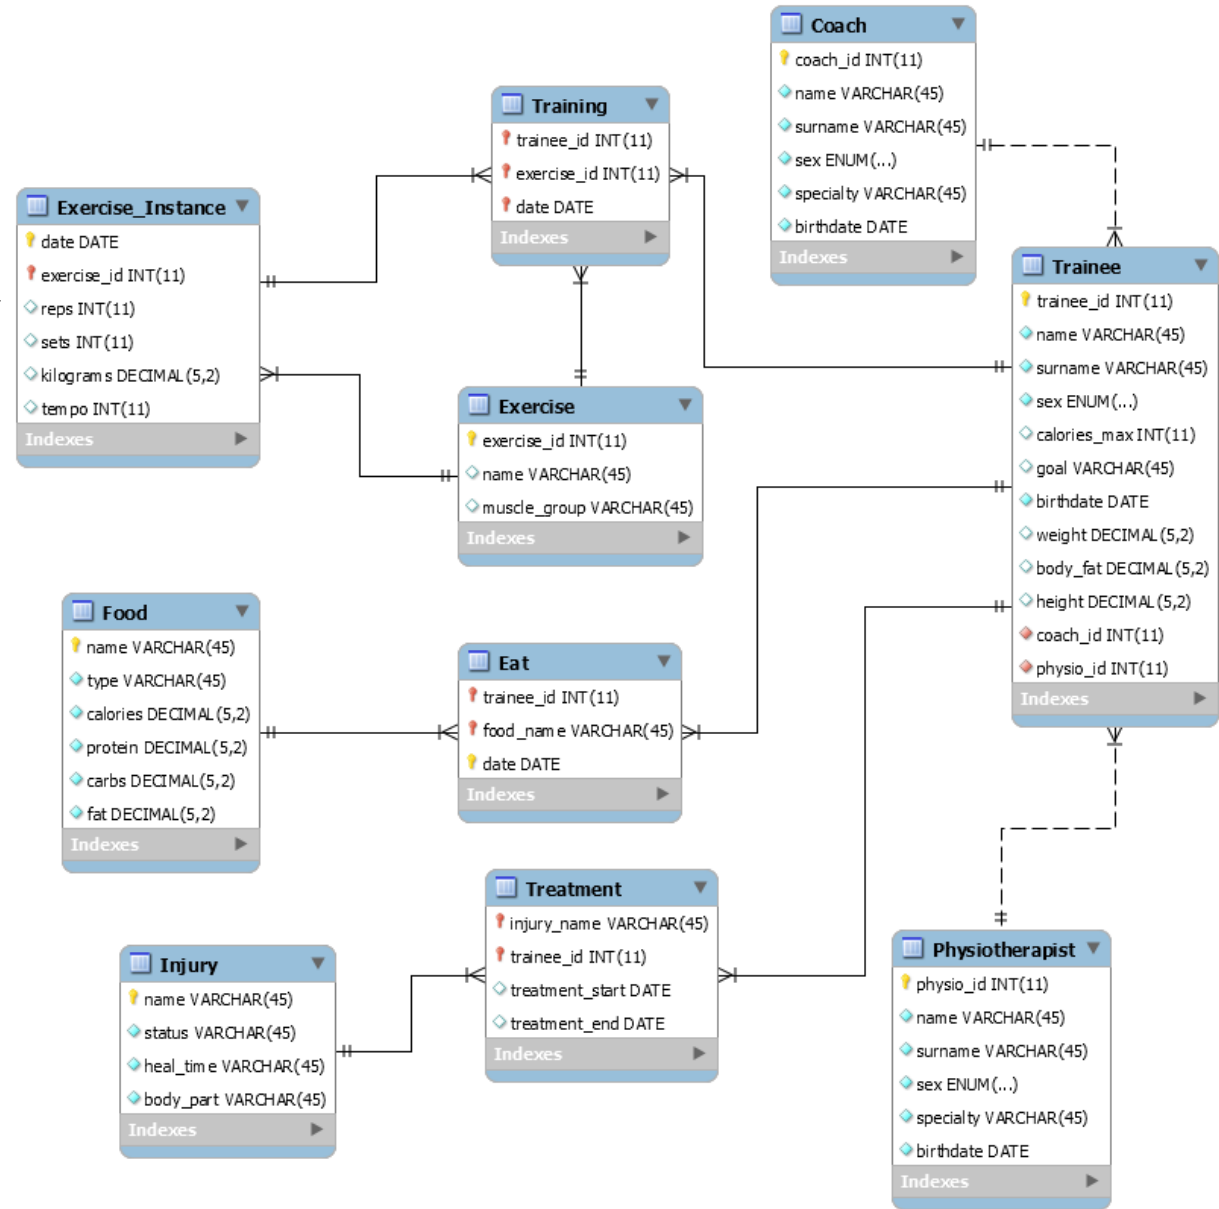 Coach
coach_id INT(11)
name VARCHAR(45)
surname VARCHAR(45)
sex ENUM(...)
specialty VARCHAR(45)
birthdate DATE
Indexes
Training
trainee_id INT(11)
exercise_id INT(11)
date DATE
Indexes
Exercise_Instance
date DATE
exercise_id INT(11)
reps INT(11)
sets INT(11)
kilograms DECIMAL(5,2)
tempo INT(11)
Indexes
Trainee
trainee_id INT(11)
name VARCHAR(45)
surname VARCHAR(45)
sex ENUM(...)
calories_max INT(11)
goal VARCHAR(45)
birthdate DATE
weight DECIMAL(5,2)
body_fat DECIMAL(5,2)
height DECIMAL(5,2)
coach_id INT(11)
physio_id INT(11)
Indexes
Exercise
exercise_id INT(11)
name VARCHAR(45)
muscle_group VARCHAR(45)
Indexes
Food
name VARCHAR(45)
type VARCHAR(45)
calories DECIMAL(5,2)
protein DECIMAL(5,2)
carbs DECIMAL(5,2)
fat DECIMAL(5,2)
Indexes
Eat
trainee_id INT(11)
food_name VARCHAR(45)
date DATE
Indexes
Treatment
injury_name VARCHAR(45)
trainee_id INT(11)
treatment_start DATE
treatment_end DATE
Indexes
Injury
name VARCHAR(45)
status VARCHAR(45)
heal_time VARCHAR(45)
body_part VARCHAR(45)
Indexes
Physiotherapist
physio_id INT(11)
name VARCHAR(45)
surname VARCHAR(45)
sex ENUM(...)
specialty VARCHAR(45)
birthdate DATE
Indexes